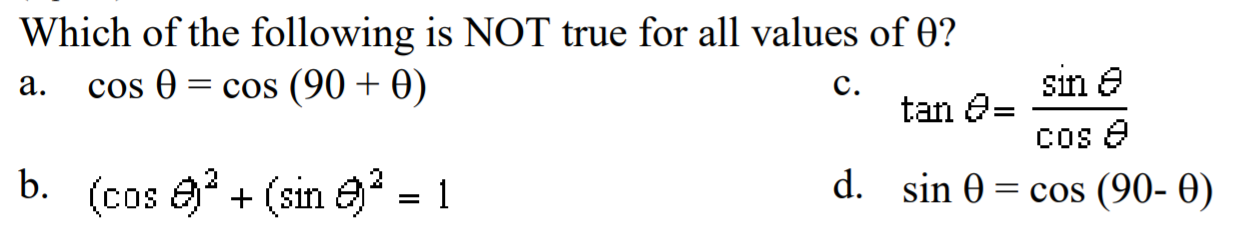 Which of the following is NOT true for all values of θ?
a. cos θ = cos (90 + θ)
c. tan θ = sin θ / cos θ
b. (cos θ)² + (sin θ)² = 1
d. sin θ = cos (90- θ)